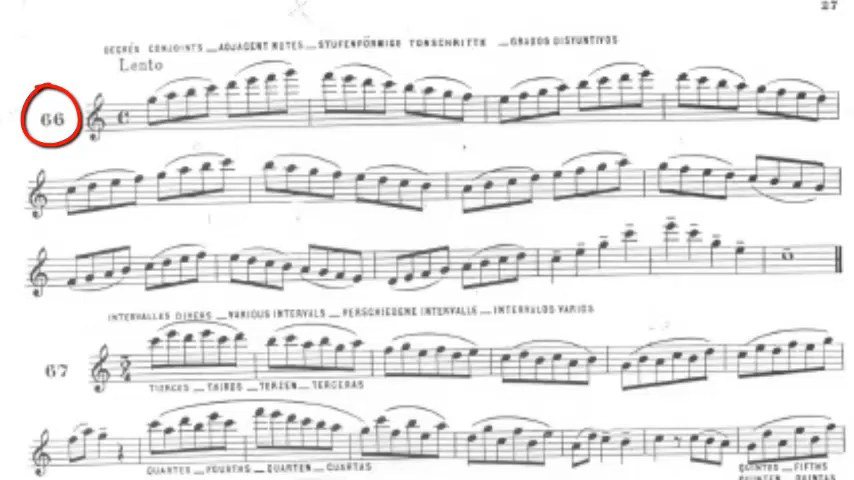 27
DEGRÉS CONJOINTS _ ADJACENT NOTES _ STUFENFÖRMIGE TONSCHRITTE _ GRADOS DISYUNTIVOS
Lento
66
INTERVALLES DIVERS _ VARIOUS INTERVALS _ VERSCHIEDENE INTERVALLE _ INTERVALOS VARIOS
67
TIERCES _ THIRDS _ TERZEN _ TERCERAS
QUARTES _ FOURTHS _ QUARTEN _ CUARTAS
QUINTES _ FIFTHS
QUINTEN QUINTAS